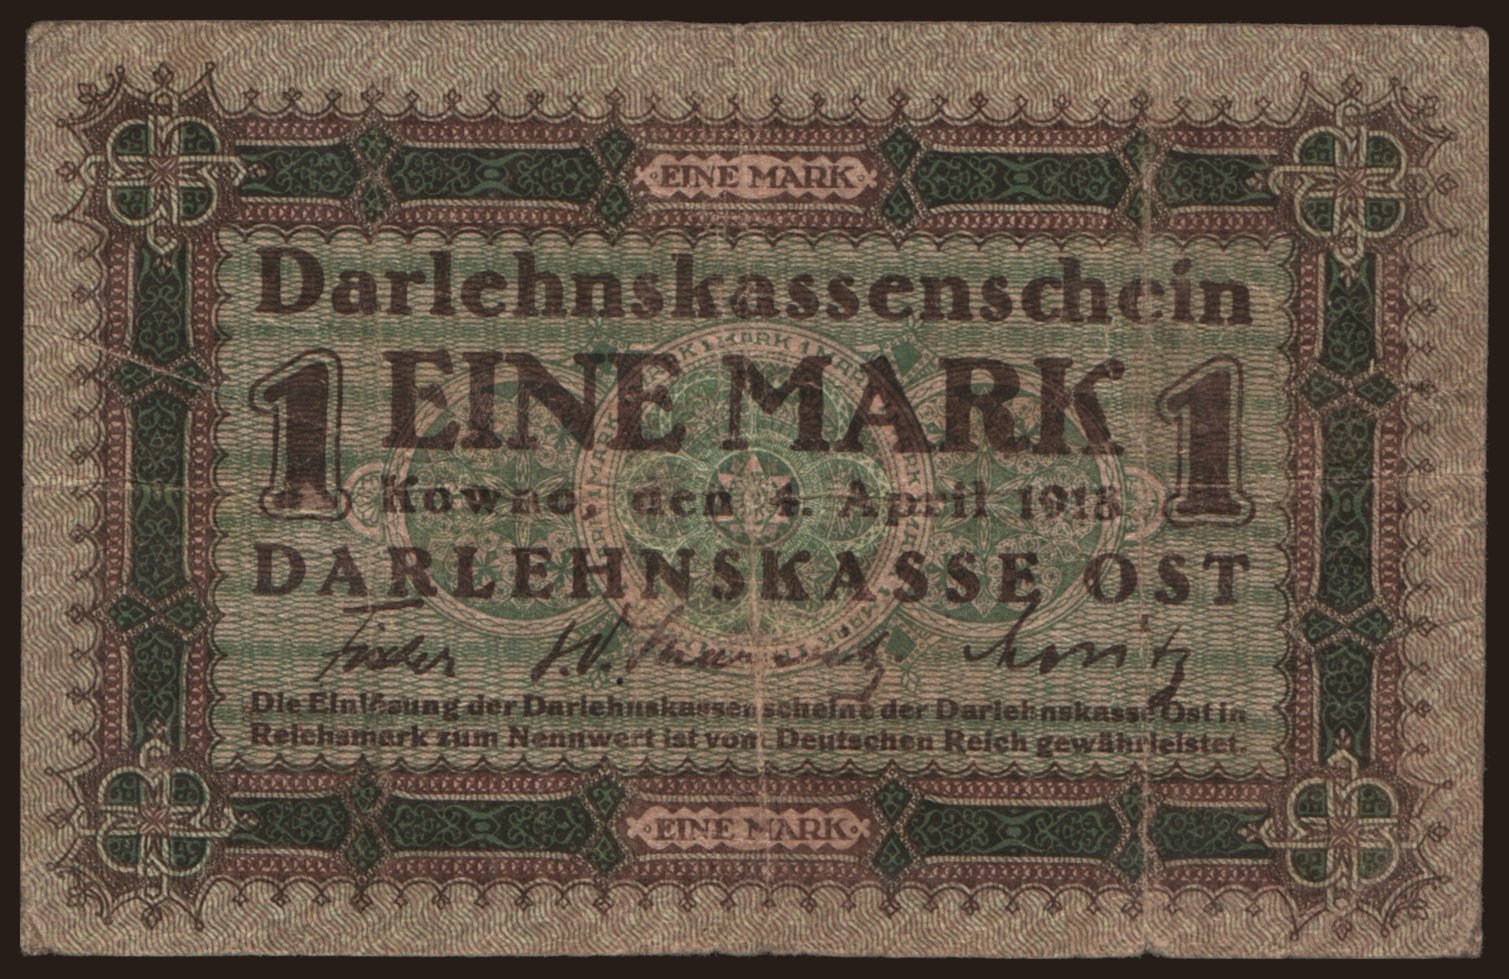 EINE MARK
Darlehnskassenschein
1 EINE MARK 1
Kowno, den 4. April 1918
DARLEHNSKASSE OST
Die Einlösung der Darlehnskassenscheine der Darlehnskasse Ost in
Reichsmark zum Nennwert ist vom Deutschen Reich gewährleistet.
EINE MARK